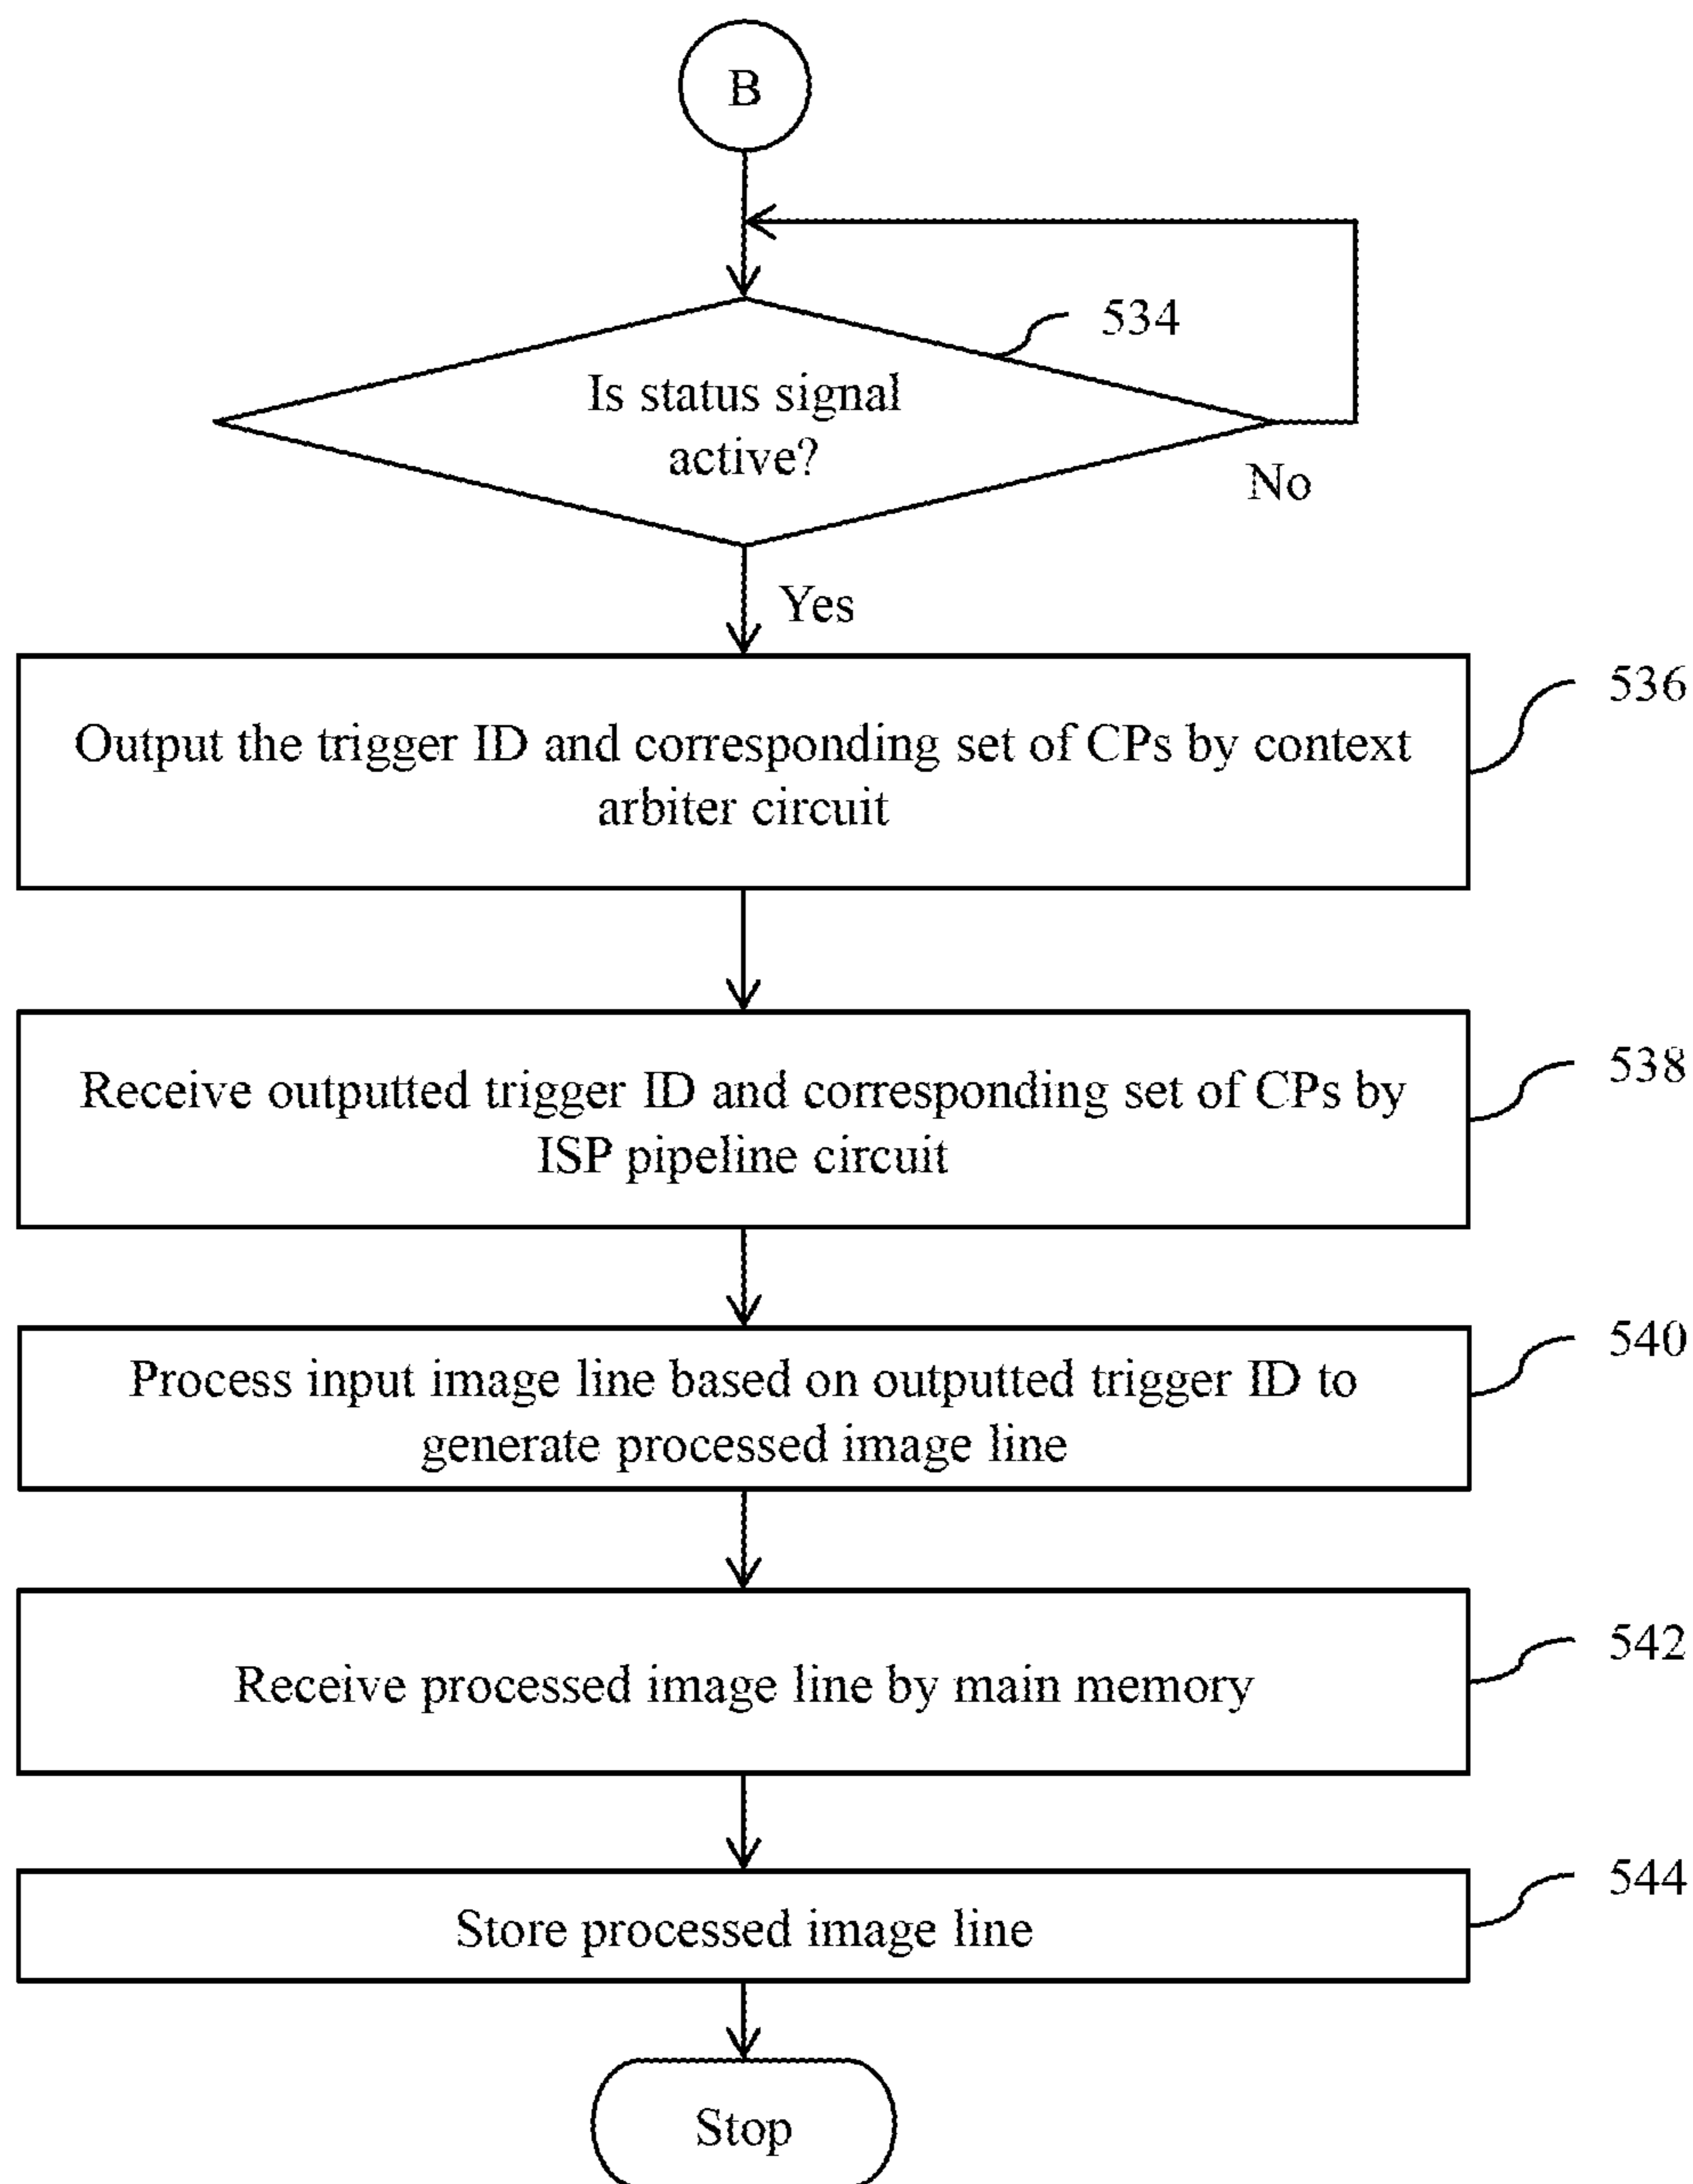 B
534
Is status signal
active?
No
Yes
536
Output the trigger ID and corresponding set of CPs by context
arbiter circuit
538
Receive outputted trigger ID and corresponding set of CPs by
ISP pipeline circuit
540
Process input image line based on outputted trigger ID to
generate processed image line
542
Receive processed image line by main memory
544
Store processed image line
Stop